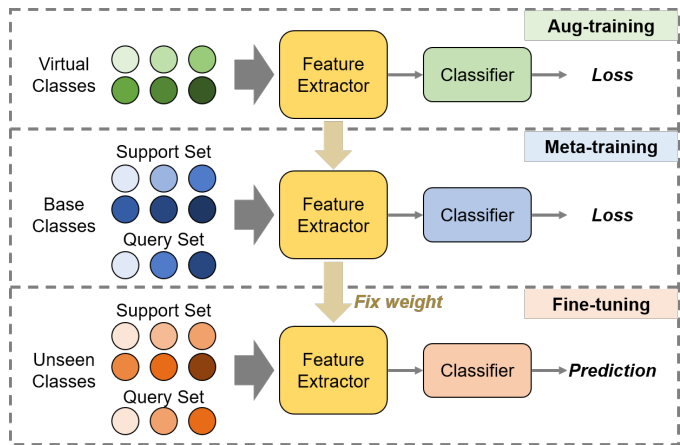 Aug-training
Virtual
Classes
Feature
Extractor
Classifier
Loss
Meta-training
Support Set
Base
Classes
Query Set
Feature
Extractor
Classifier
Loss
Fix weight
Fine-tuning
Support Set
Unseen
Classes
Query Set
Feature
Extractor
Classifier
Prediction